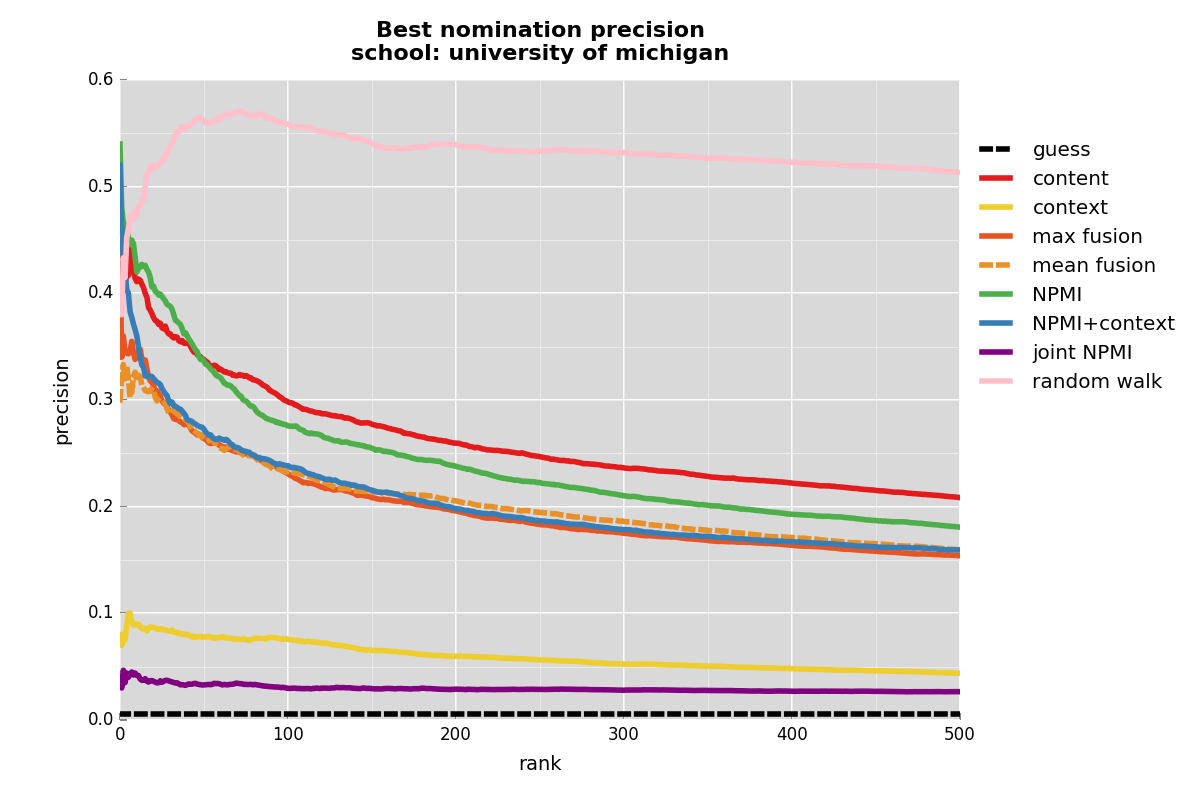 Best nomination precision
school: university of michigan
precision
0.6
0.5
0.4
0.3
0.2
0.1
0.0
0
100
200
300
400
500
rank
guess
content
context
max fusion
mean fusion
NPMI
NPMI+context
joint NPMI
random walk